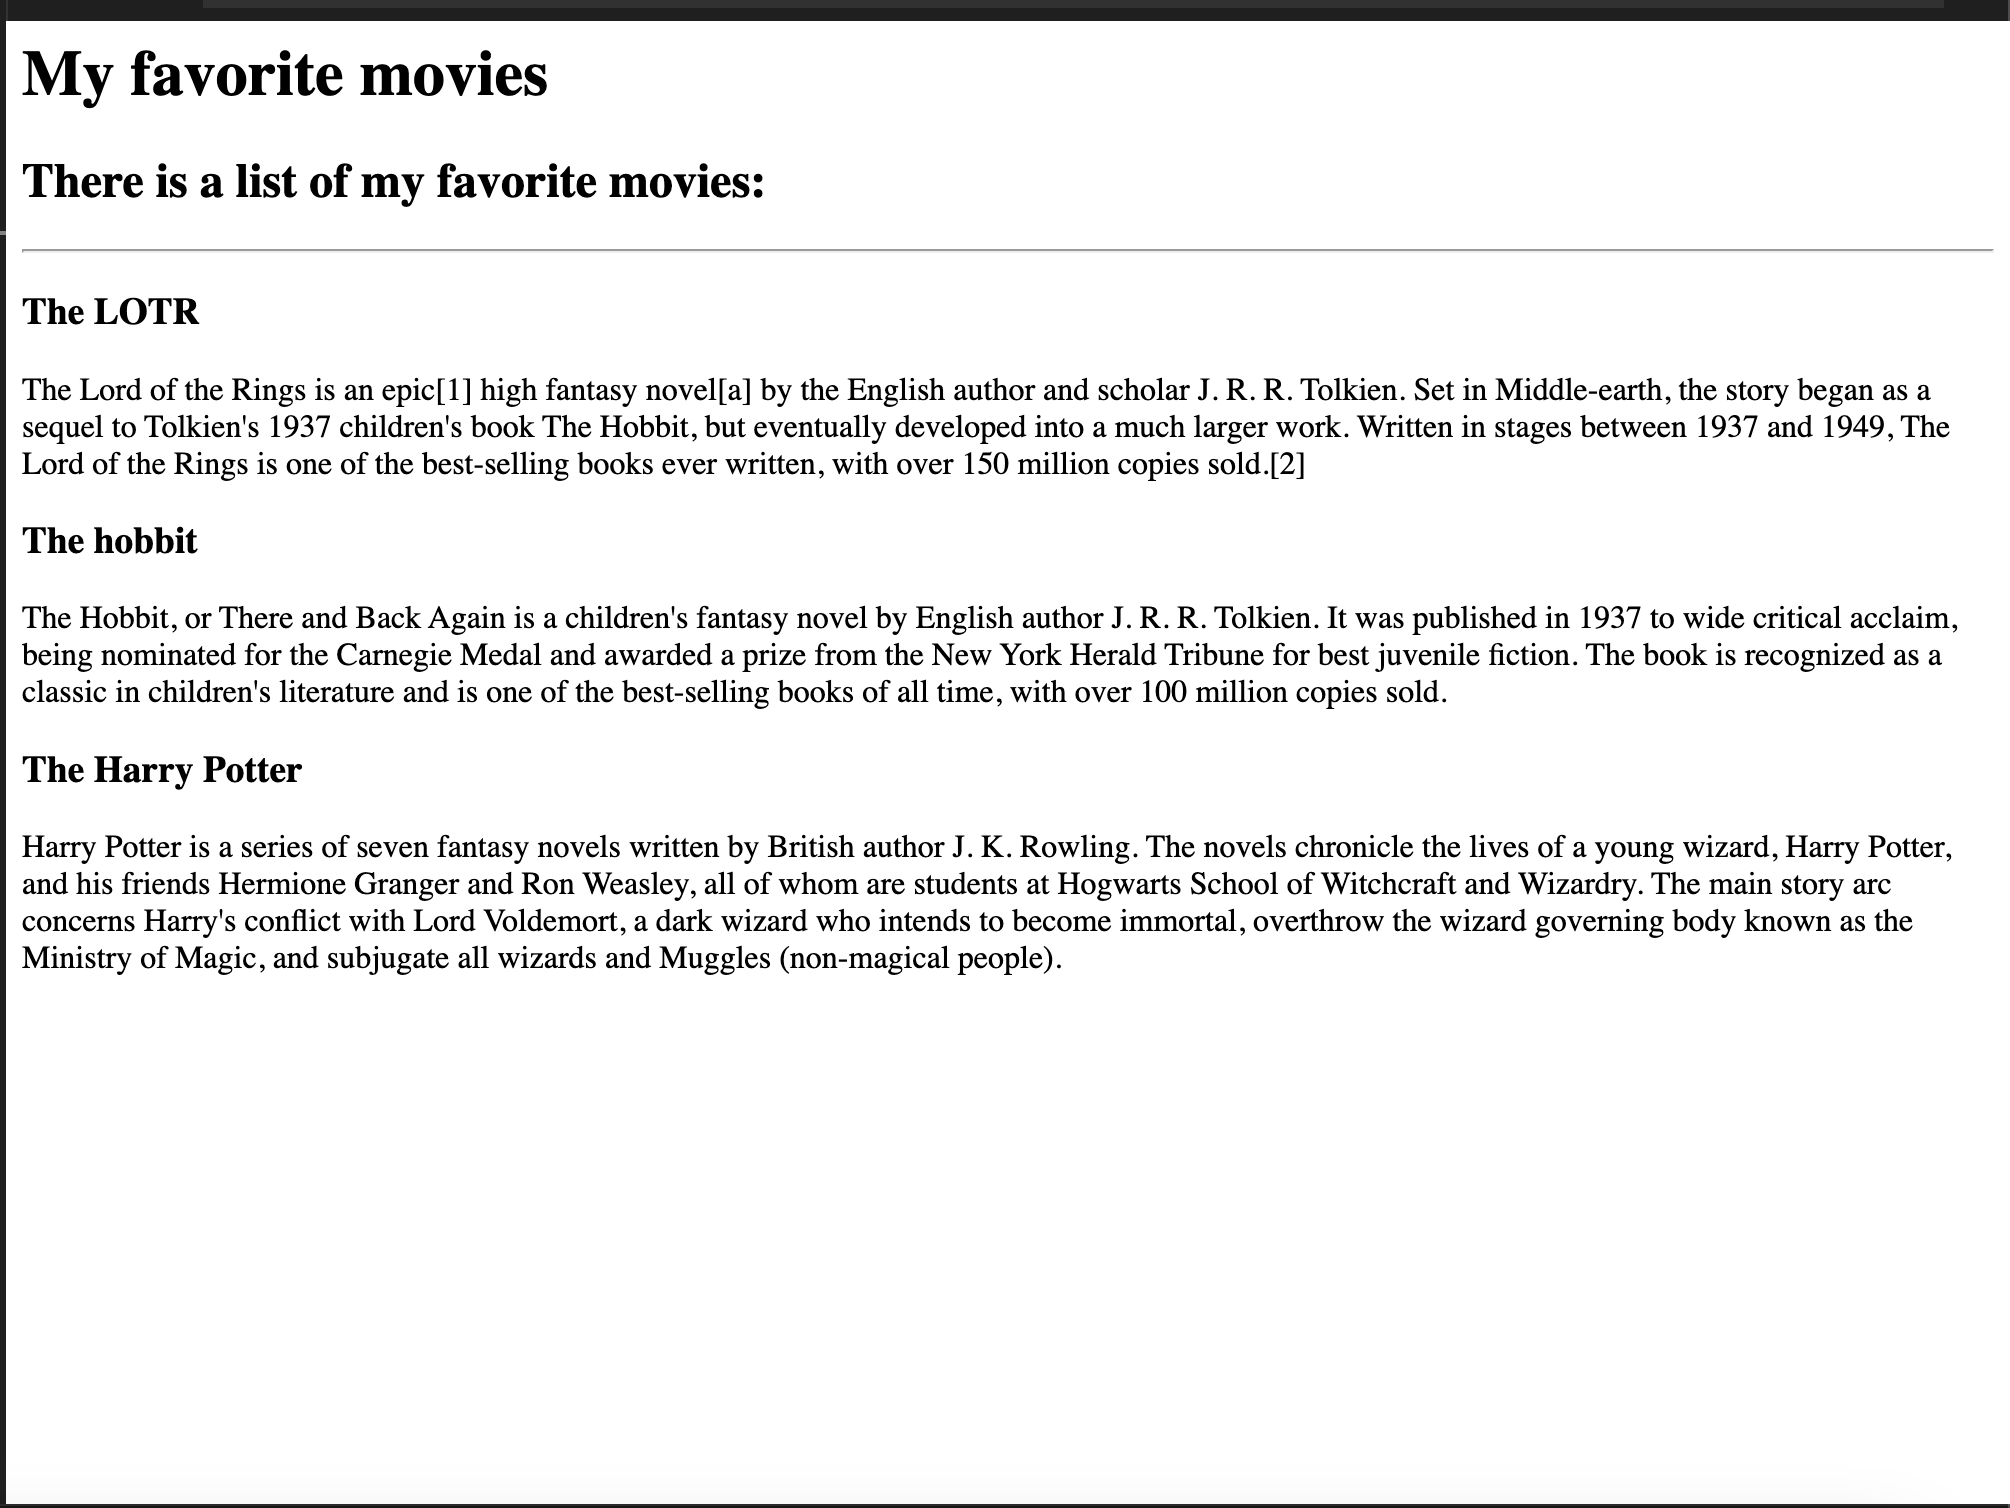 My favorite movies
There is a list of my favorite movies:
The LOTR
The Lord of the Rings is an epic[1] high fantasy novel[a] by the English author and scholar J. R. R. Tolkien. Set in Middle-earth, the story began as a
sequel to Tolkien's 1937 children's book The Hobbit, but eventually developed into a much larger work. Written in stages between 1937 and 1949, The
Lord of the Rings is one of the best-selling books ever written, with over 150 million copies sold.[2]
The hobbit
The Hobbit, or There and Back Again is a children's fantasy novel by English author J. R. R. Tolkien. It was published in 1937 to wide critical acclaim,
being nominated for the Carnegie Medal and awarded a prize from the New York Herald Tribune for best juvenile fiction. The book is recognized as a
classic in children's literature and is one of the best-selling books of all time, with over 100 million copies sold.
The Harry Potter
Harry Potter is a series of seven fantasy novels written by British author J. K. Rowling. The novels chronicle the lives of a young wizard, Harry Potter,
and his friends Hermione Granger and Ron Weasley, all of whom are students at Hogwarts School of Witchcraft and Wizardry. The main story arc
concerns Harry's conflict with Lord Voldemort, a dark wizard who intends to become immortal, overthrow the wizard governing body known as the
Ministry of Magic, and subjugate all wizards and Muggles (non-magical people).